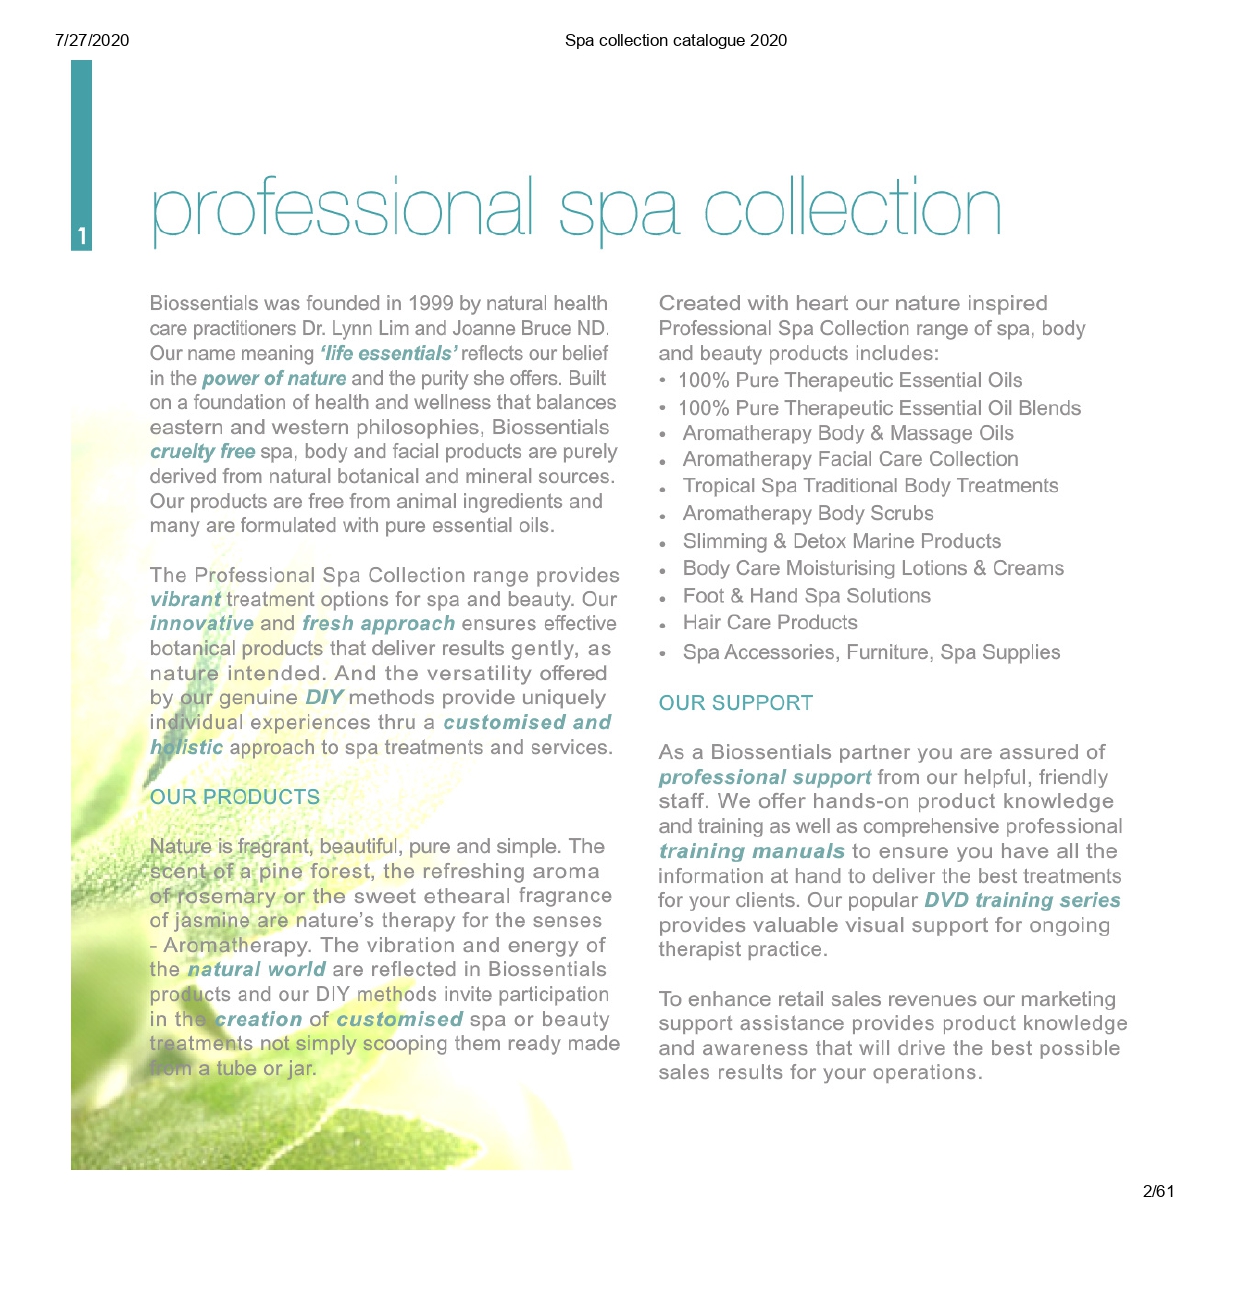 7/27/2020
Spa collection catalogue 2020
1
professional spa collection
Biossentials was founded in 1999 by natural health
care practitioners Dr. Lynn Lim and Joanne Bruce ND.
Our name meaning ‘life essentials’ reflects our belief
in the power of nature and the purity she offers. Built
on a foundation of health and wellness that balances
eastern and western philosophies, Biossentials
cruelty free spa, body and facial products are purely
derived from natural botanical and mineral sources.
Our products are free from animal ingredients and
many are formulated with pure essential oils.
The Professional Spa Collection range provides
vibrant treatment options for spa and beauty. Our
innovative and fresh approach ensures effective
botanical products that deliver results gently, as
nature intended. And the versatility offered
by our genuine DIY methods provide uniquely
individual experiences thru a customised and
holistic approach to spa treatments and services.
OUR PRODUCTS
Nature is fragrant, beautiful, pure and simple. The
scent of a pine forest, the refreshing aroma
of rosemary or the sweet ethearal fragrance
of jasmine are nature’s therapy for the senses
- Aromatherapy. The vibration and energy of
the natural world are reflected in Biossentials
products and our DIY methods invite participation
in the creation of customised spa or beauty
treatments not simply scooping them ready made
from a tube or jar.
Created with heart our nature inspired
Professional Spa Collection range of spa, body
and beauty products includes:
• 100% Pure Therapeutic Essential Oils
• 100% Pure Therapeutic Essential Oil Blends
• Aromatherapy Body & Massage Oils
• Aromatherapy Facial Care Collection
• Tropical Spa Traditional Body Treatments
• Aromatherapy Body Scrubs
• Slimming & Detox Marine Products
• Body Care Moisturising Lotions & Creams
• Foot & Hand Spa Solutions
• Hair Care Products
• Spa Accessories, Furniture, Spa Supplies
OUR SUPPORT
As a Biossentials partner you are assured of
professional support from our helpful, friendly
staff. We offer hands-on product knowledge
and training as well as comprehensive professional
training manuals to ensure you have all the
information at hand to deliver the best treatments
for your clients. Our popular DVD training series
provides valuable visual support for ongoing
therapist practice.
To enhance retail sales revenues our marketing
support assistance provides product knowledge
and awareness that will drive the best possible
sales results for your operations.
2/61